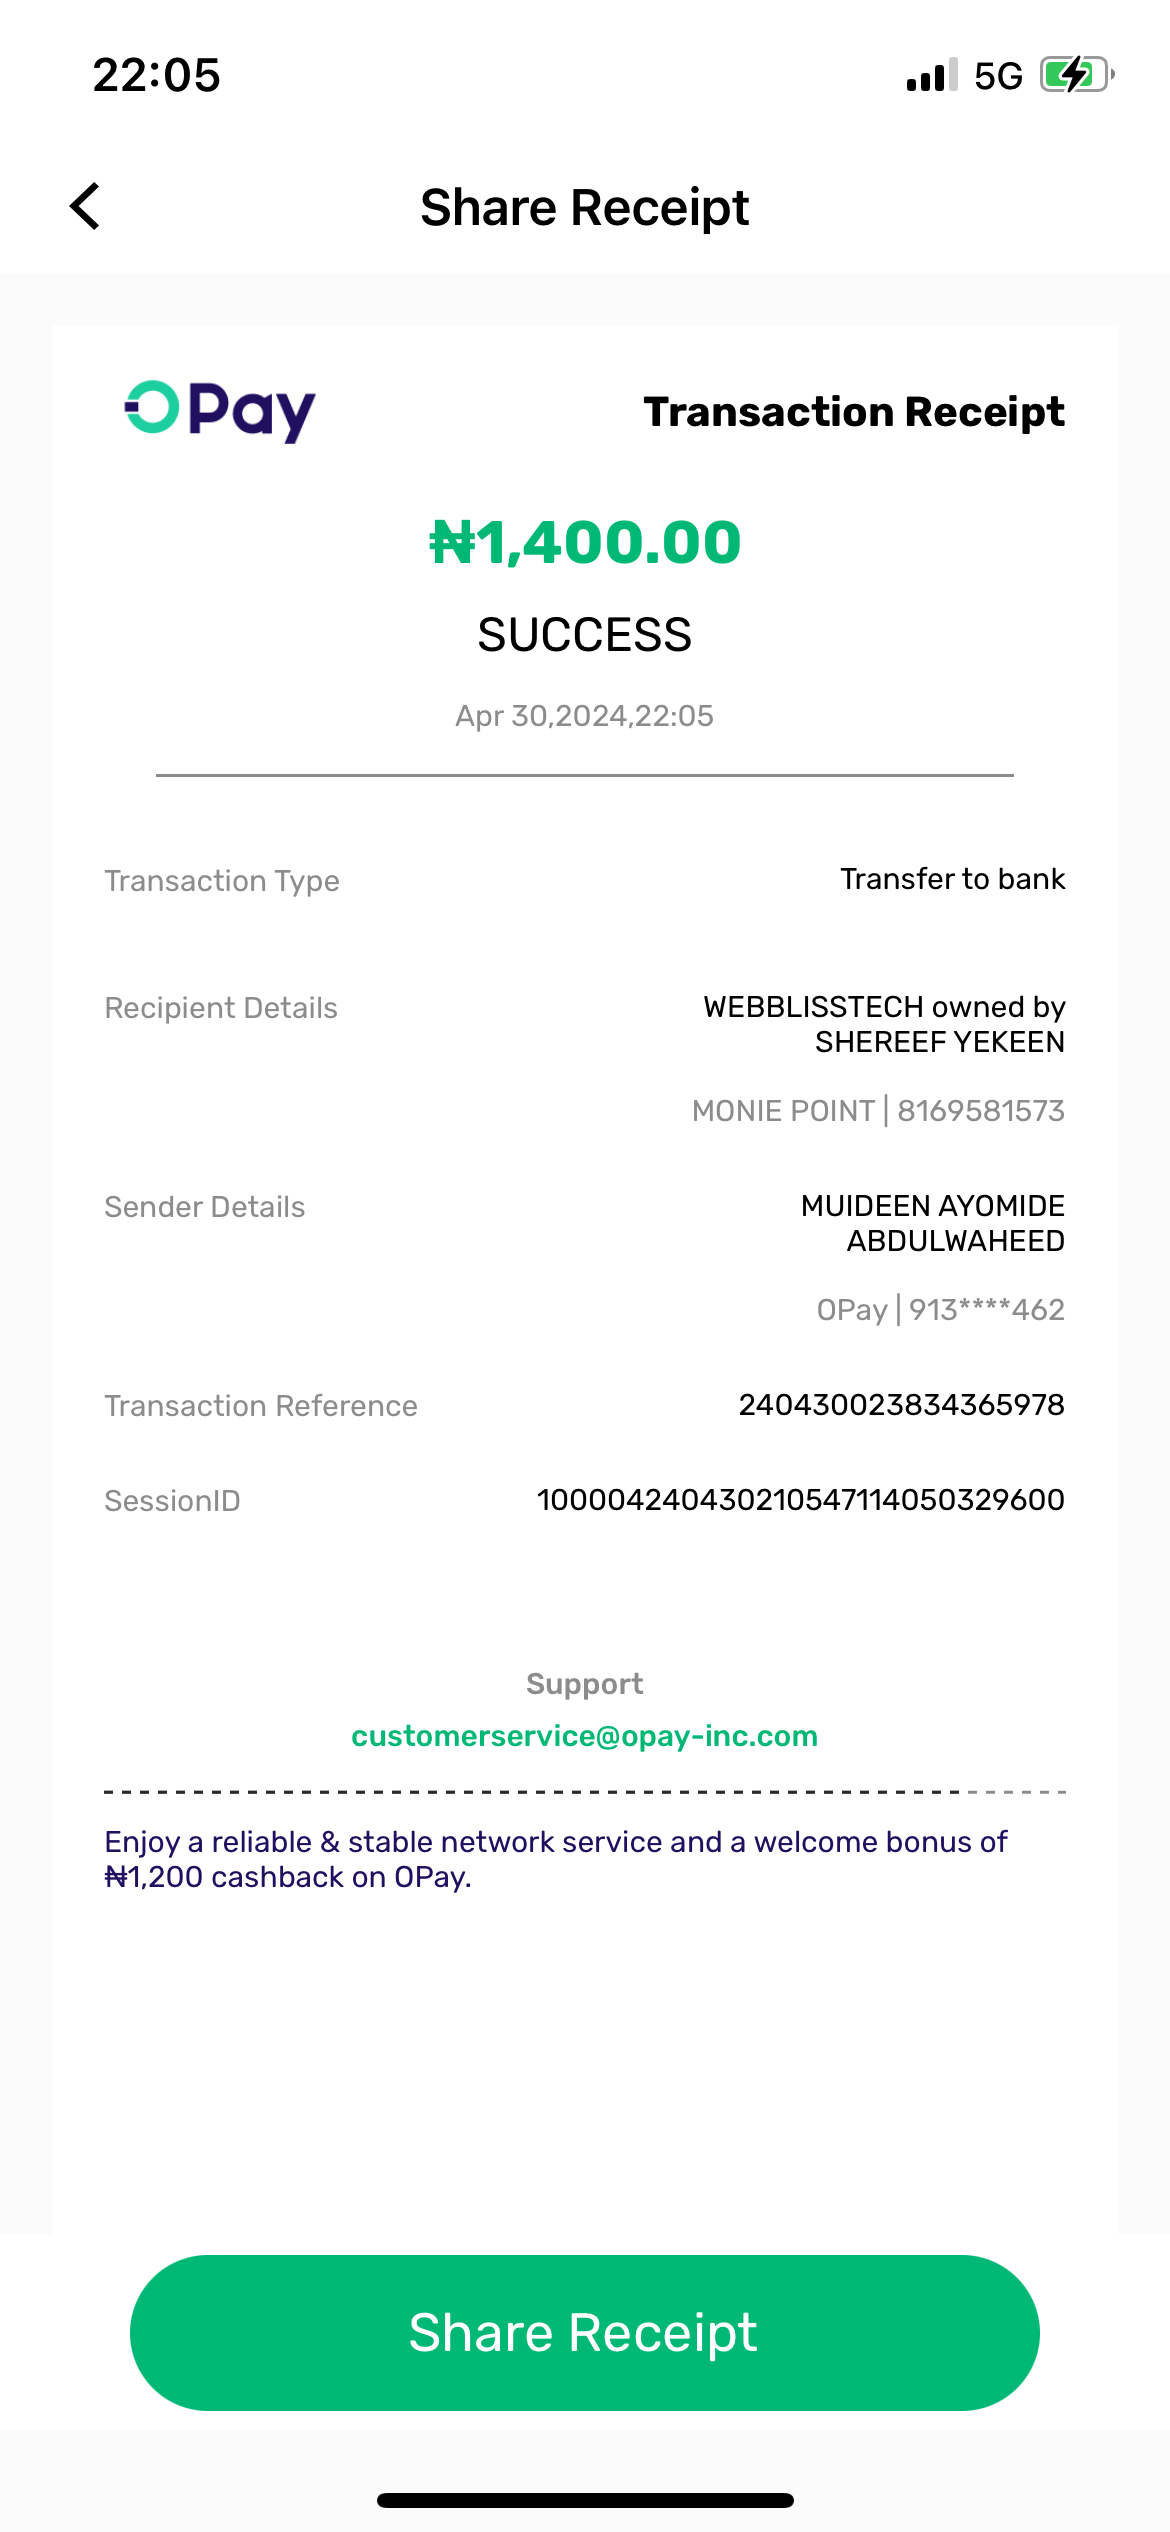 22:05
5G
Share Receipt
OPay
Transaction Receipt
₦1,400.00
SUCCESS
Apr 30,2024,22:05
Transaction Type
Transfer to bank
Recipient Details
WEBBLISSTECH owned by
SHEREEF YEKEEN
MONIE POINT | 8169581573
Sender Details
MUIDEEN AYOMIDE
ABDULWAHEED
OPay | 913****462
Transaction Reference
240430023834365978
SessionID
100004240430210547114050329600
Support
customerservice@opay-inc.com
Enjoy a reliable & stable network service and a welcome bonus of
₦1,200 cashback on OPay.
Share Receipt